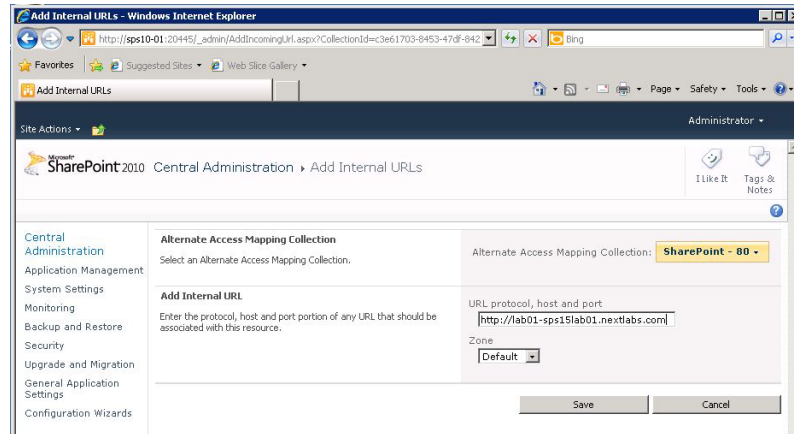 Add Internal URLs - Windows Internet Explorer
http://sps10-01:20445/_admin/AddIncomingUrl.aspx?CollectionId=c3e61703-8453-47df-842
Bing
Favorites
Suggested Sites
Web Slice Gallery
Add Internal URLs
Page
Safety
Tools
Site Actions
Administrator
Microsoft
SharePoint 2010
Central Administration
Add Internal URLs
I Like It
Tags &
Notes
Central
Administration
Application Management
System Settings
Monitoring
Backup and Restore
Security
Upgrade and Migration
General Application
Settings
Configuration Wizards
Alternate Access Mapping Collection
Select an Alternate Access Mapping Collection.
Alternate Access Mapping Collection: SharePoint - 80
Add Internal URL
Enter the protocol, host and port portion of any URL that should be
associated with this resource.
URL protocol, host and port
http://lab01-sps15lab01.nextlabs.com
Zone
Default
Save
Cancel